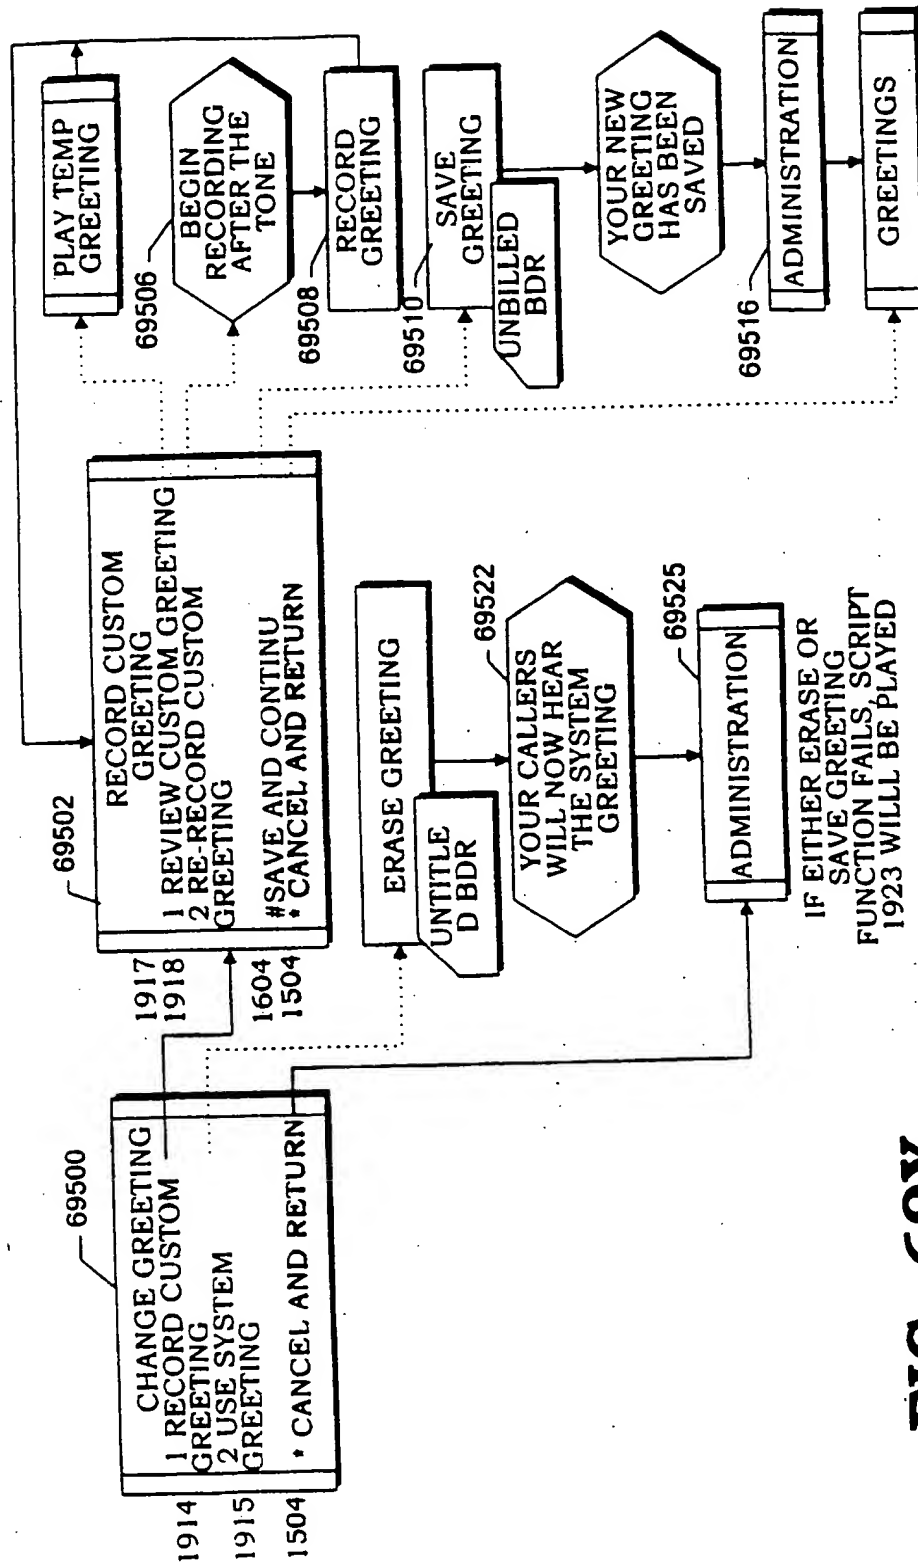 69500
CHANGE GREETING
1914
1 RECORD CUSTOM
GREETING
1915
2 USE SYSTEM
GREETING
1504
* CANCEL AND RETURN
69502
RECORD CUSTOM
GREETING
1917
1 REVIEW CUSTOM GREETING
1918
2 RE-RECORD CUSTOM
GREETING
1604
#SAVE AND CONTINU
1504
* CANCEL AND RETURN
ERASE GREETING
UNTITLE
D BDR
69522
YOUR CALLERS
WILL NOW HEAR
THE SYSTEM
GREETING
69525
ADMINISTRATION
IF EITHER ERASE OR
SAVE GREETING
FUNCTION FAILS, SCRIPT
1923 WILLL BE PLAYED
PLAY TEMP
GREETING
69506
BEGIN
RECORDING
AFTER THE
TONE
69508
RECORD
GREETING
69510
SAVE
GREETING
UNBILLED
BDR
YOUR NEW
GREETING
HAS BEEN
SAVED
69516
ADMINISTRATION
GREETINGS